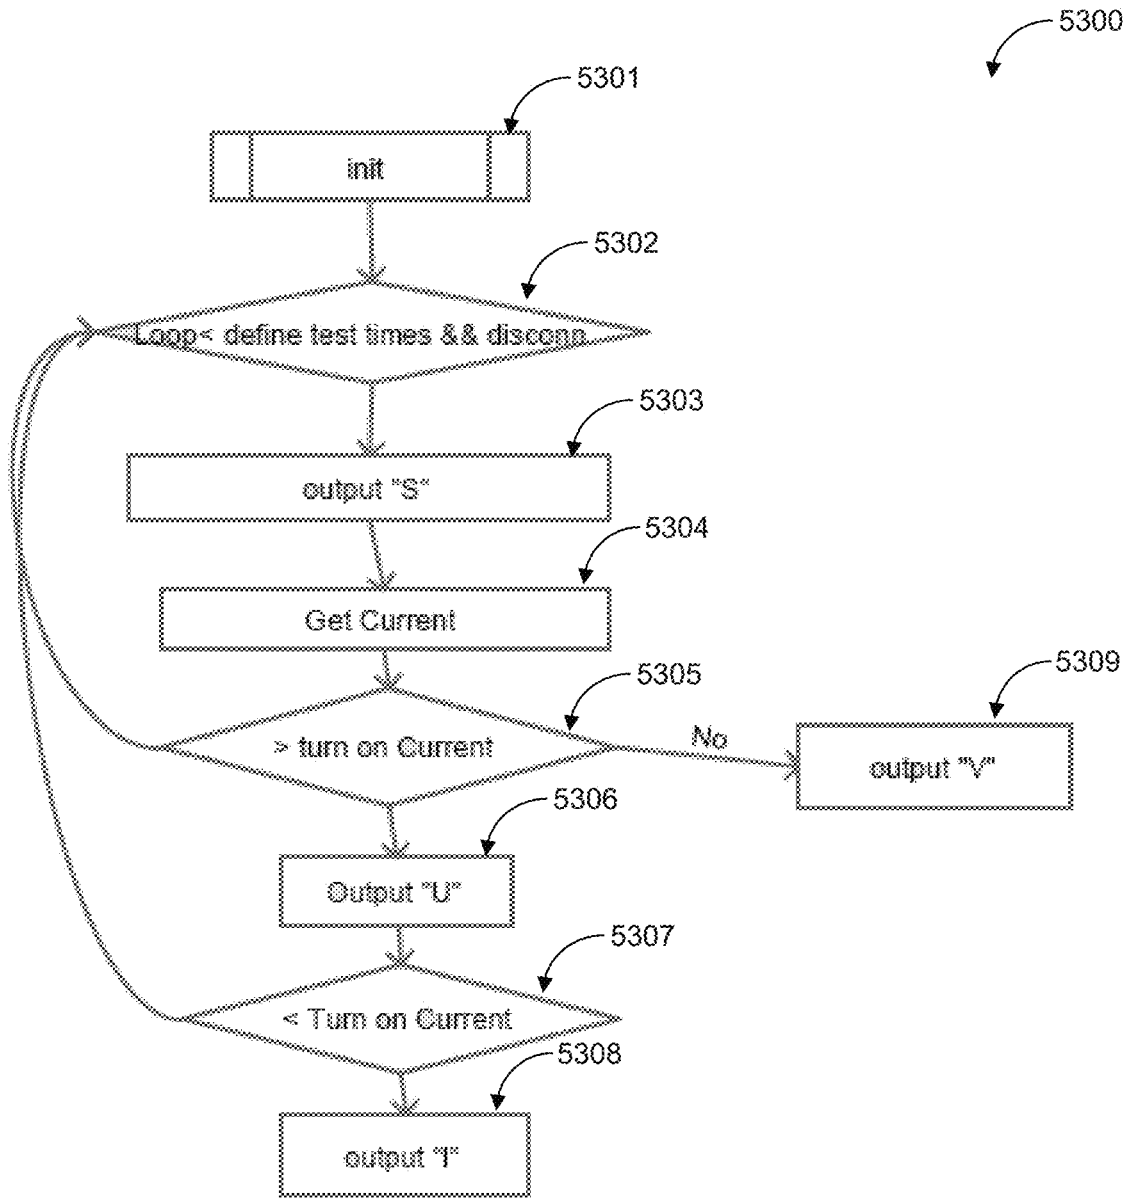 5300
5301
init
5302
Loop< define test times && disconn
5303
output "S"
5304
Get Current
5305
> turn on Current
No
5309
output "V"
5306
Output "U"
5307
< Turn on Current
5308
output "I"